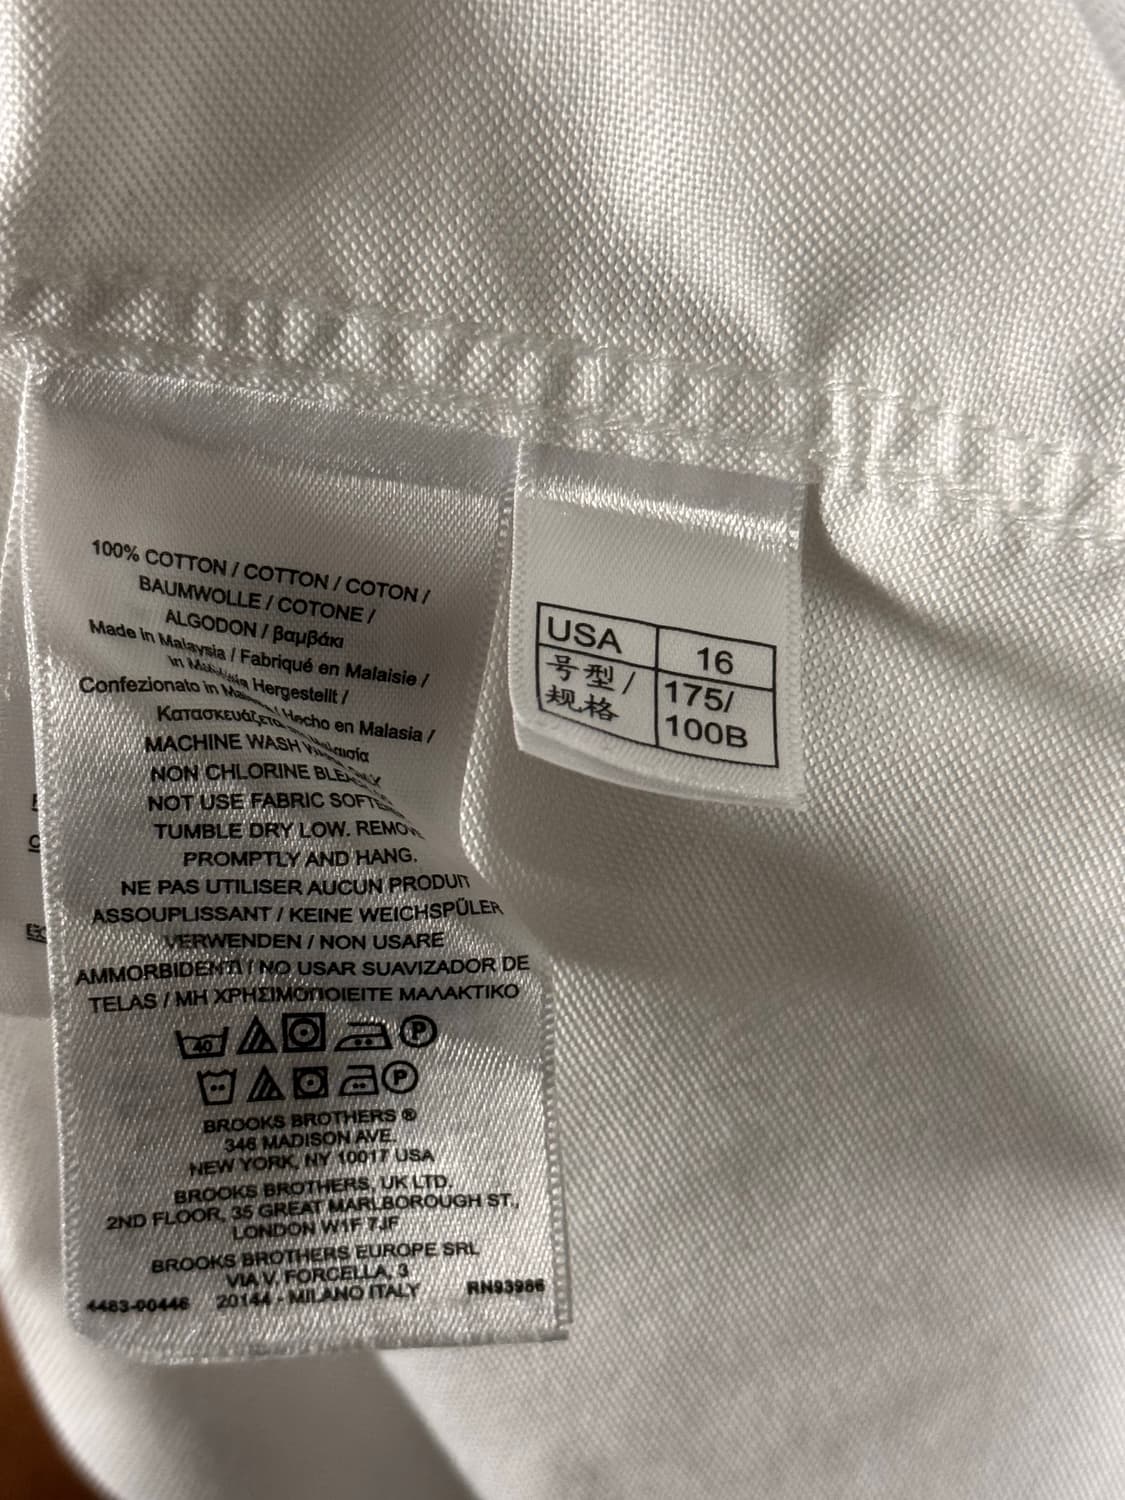 100% COTTON / COTTON / COTON /
BAUMWOLLE / COTONE /
ALGODON / βαμβάκι
Made in Malaysia / Fabriqué en Malaisie /
in Hergestellt /
Confezionato in
Hecho en Malasia /
MACHINE WASH
NON CHLORINE
NOT USE FABRIC
TUMBLE DRY LOW.
PROMPTLY AND HANG.
NE PAS UTILISER AUCUN PRODUIT
ASSOUPLISSANT / KEINE WEICHSPÜLER
VERWENDEN / NON USARE
AMMORBIDENTI / NO USAR SUAVIZADOR DE
TELAS / ΜΗ ΧΡΗΣΙΜΟΠΟΙΕΙΤΕ ΜΑΛΑΚΤΙΚΟ
40 P
P
BROOKS BROTHERS ®
346 MADISON AVE.
NEW YORK, NY 10017 USA
BROOKS BROTHERS, UK LTD.
2ND FLOOR, 35 GREAT MARLBOROUGH ST.,
LONDON W1F 7JF
BROOKS BROTHERS EUROPE SRL
VIA V. FORCELLA, 3
4483-00446 20144 - MILANO ITALY RN93986
USA 16
号型 / 175/
规格 100B